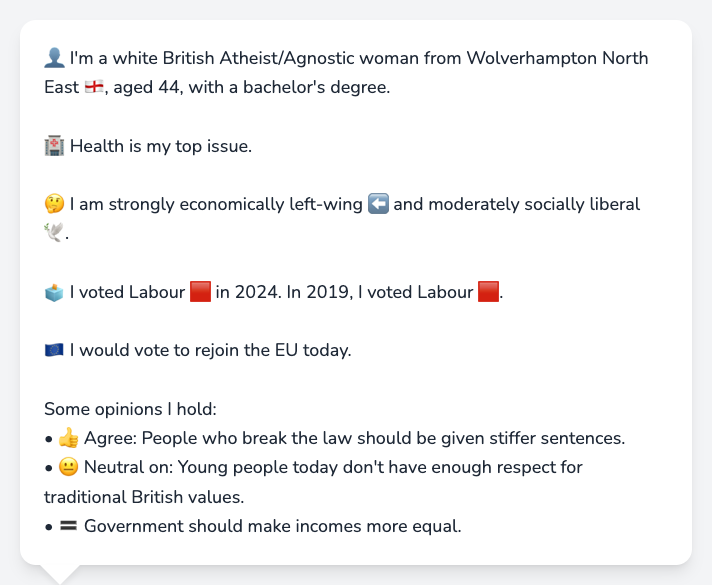 👤 I'm a white British Atheist/Agnostic woman from Wolverhampton North
East 🏴󠁧󠁢󠁥󠁮󠁧󠁿, aged 44, with a bachelor's degree.
🏥 Health is my top issue.
🤔 I am strongly economically left-wing ⬅️ and moderately socially liberal
🕊️.
🗳️ I voted Labour 🟥 in 2024. In 2019, I voted Labour 🟥.
🇪🇺 I would vote to rejoin the EU today.
Some opinions I hold:
• 👍 Agree: People who break the law should be given stiffer sentences.
• 😐 Neutral on: Young people today don't have enough respect for
traditional British values.
• 🟰 Government should make incomes more equal.